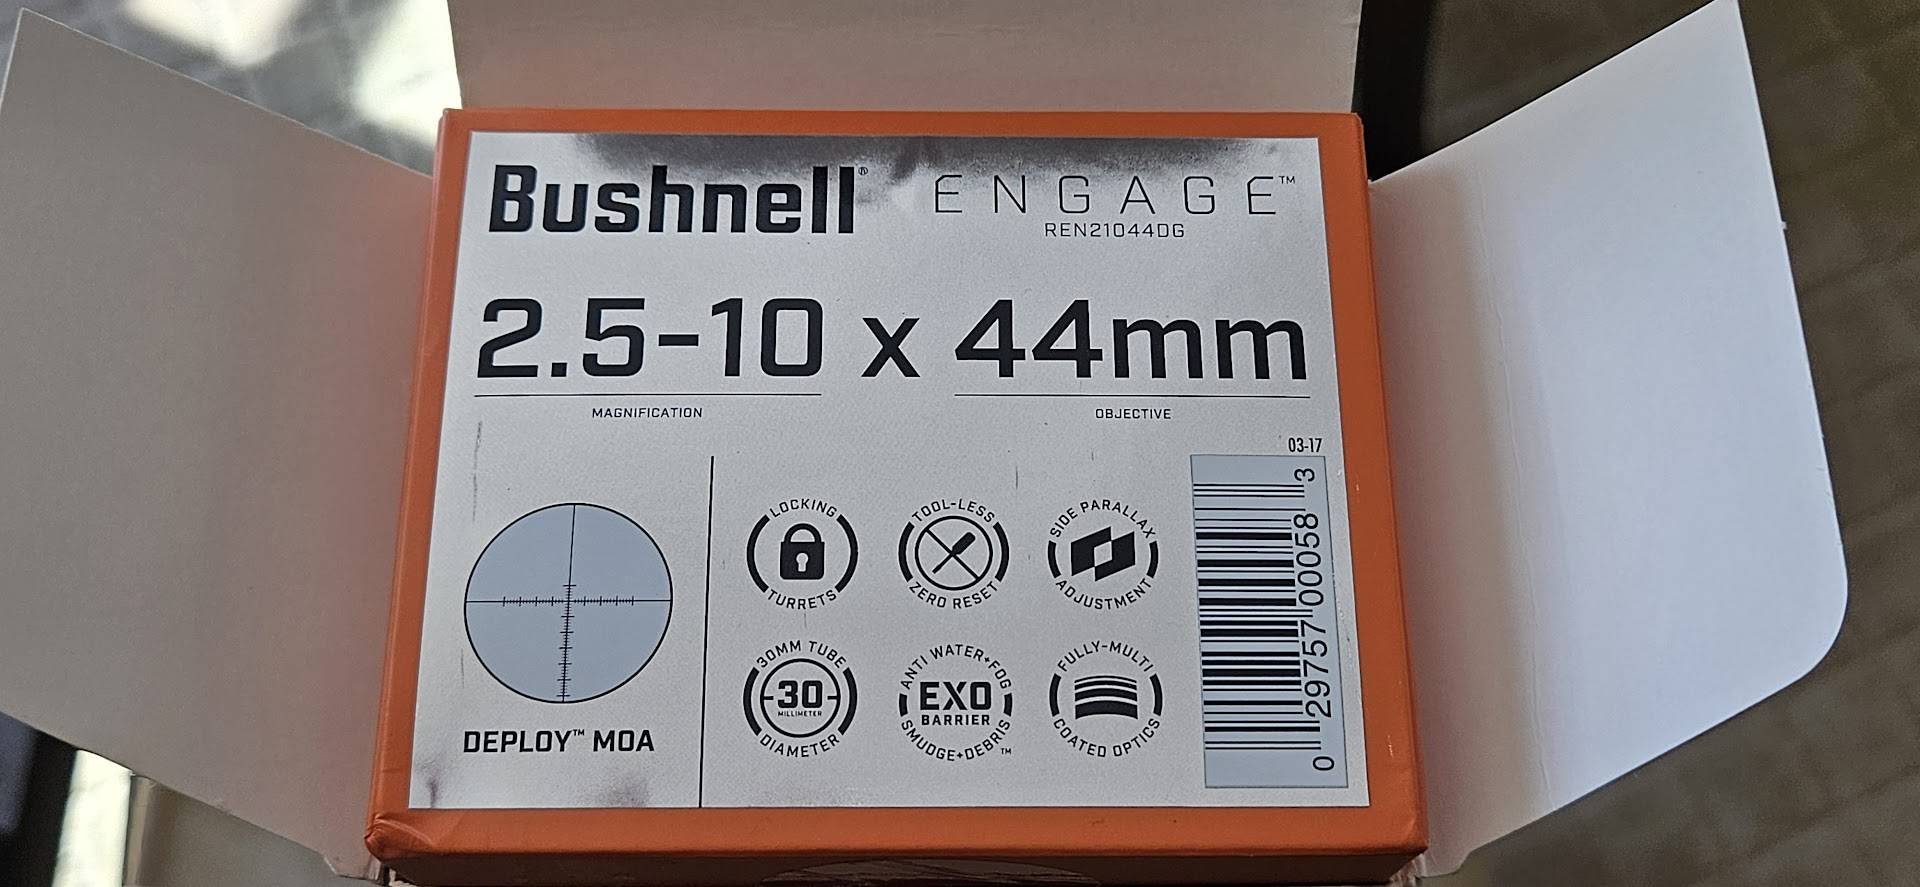 Bushnell® ENGAGE™
REN21044DG
2.5-10 x 44mm
MAGNIFICATION
OBJECTIVE
03-17
LOCKING
TURRETS
TOOL-LESS
ZERO RESET
SIDE PARALLAX
ADJUSTMENT
30MM TUBE
30
MILLIMETER
DIAMETER
ANTI WATER+FOG
EXO
BARRIER
SMUDGE+DEBRIS™
FULLY-MULTI
COATED OPTICS
DEPLOY™ MOA
0 29757 00058 3